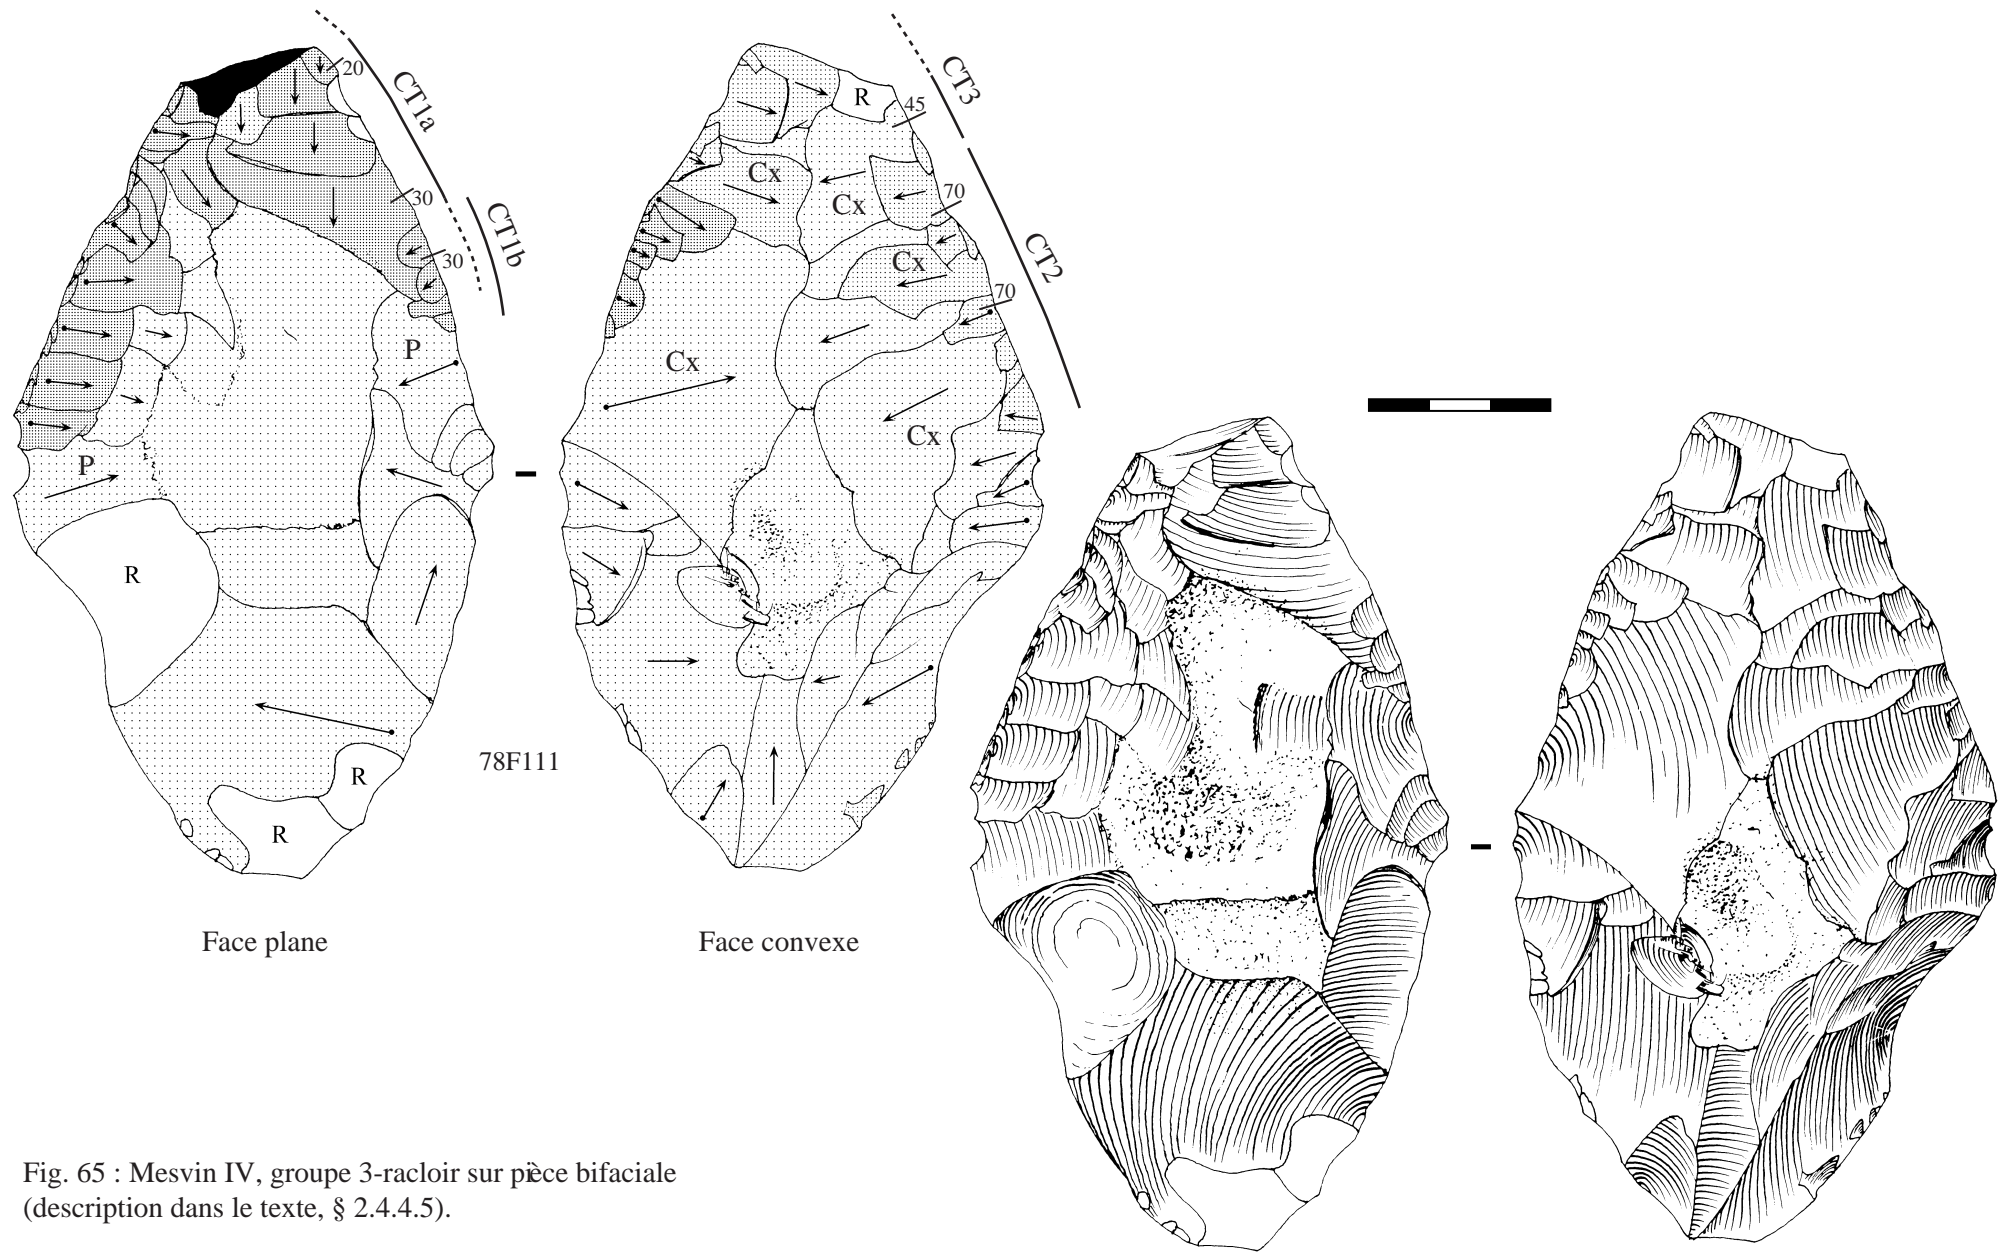 20
CT1a
30
CT1b
30
P
P
R
R
R
Face plane
CT3
R
45
Cx
Cx
70
CT2
Cx
70
Cx
Cx
Face convexe
78F111
Fig. 65 : Mesvin IV, groupe 3-racloir sur pièce bifaciale
(description dans le texte, § 2.4.4.5).